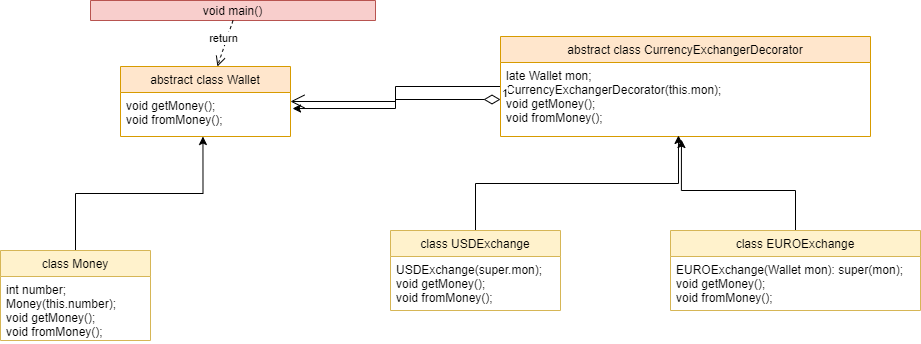 void main()
return
abstract class Wallet
void getMoney();
void fromMoney();
abstract class CurrencyExchangerDecorator
late Wallet mon;
CurrencyExchangerDecorator(this.mon);
void getMoney();
void fromMoney();
1
class Money
int number;
Money(this.number);
void getMoney();
void fromMoney();
class USDExchange
USDExchange(super.mon);
void getMoney();
void fromMoney();
class EUROExchange
EUROExchange(Wallet mon): super(mon);
void getMoney();
void fromMoney();